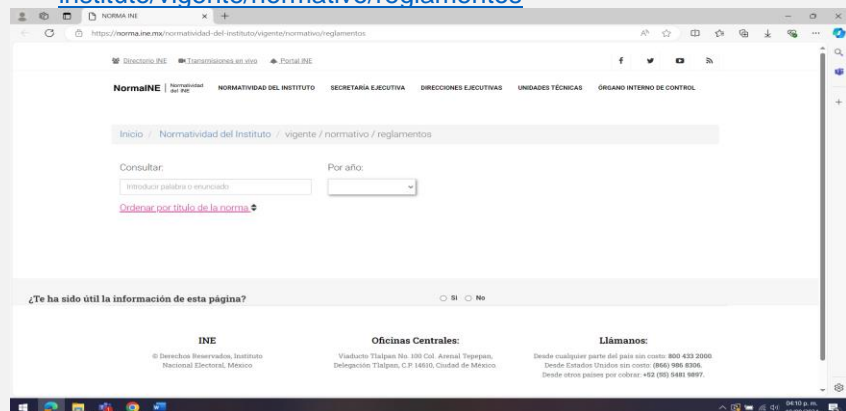 instituto/vigente/normativo/reglamentos
NORMA INE
https://norma.ine.mx/normatividad-del-instituto/vigente/normativo/reglamentos
Directorio INE Transmisiones en vivo Portal INE
NormaINE | Normatividad del INE NORMATIVIDAD DEL INSTITUTO SECRETARÍA EJECUTIVA DIRECCIONES EJECUTIVAS UNIDADES TÉCNICAS ÓRGANO INTERNO DE CONTROL
Inicio / Normatividad del Instituto / vigente / normativo / reglamentos
Consultar: Por año:
Introducir palabra o enunciado
Ordenar por título de la norma
¿Te ha sido útil la información de esta página? Si No
INE Oficinas Centrales: Llámanos:
© Derechos Reservados, Instituto Viaducto Tlalpan No. 100 Col. Arenal Tepepan, Desde cualquier parte del país sin costo: 800 433 2000.
Nacional Electoral, México Delegación Tlalpan, C.P. 14610, Ciudad de México Desde Estados Unidos sin costo: (866) 986 8306.
Desde otros países por cobrar: +52 (55) 5481 9897.
04:10 p. m.